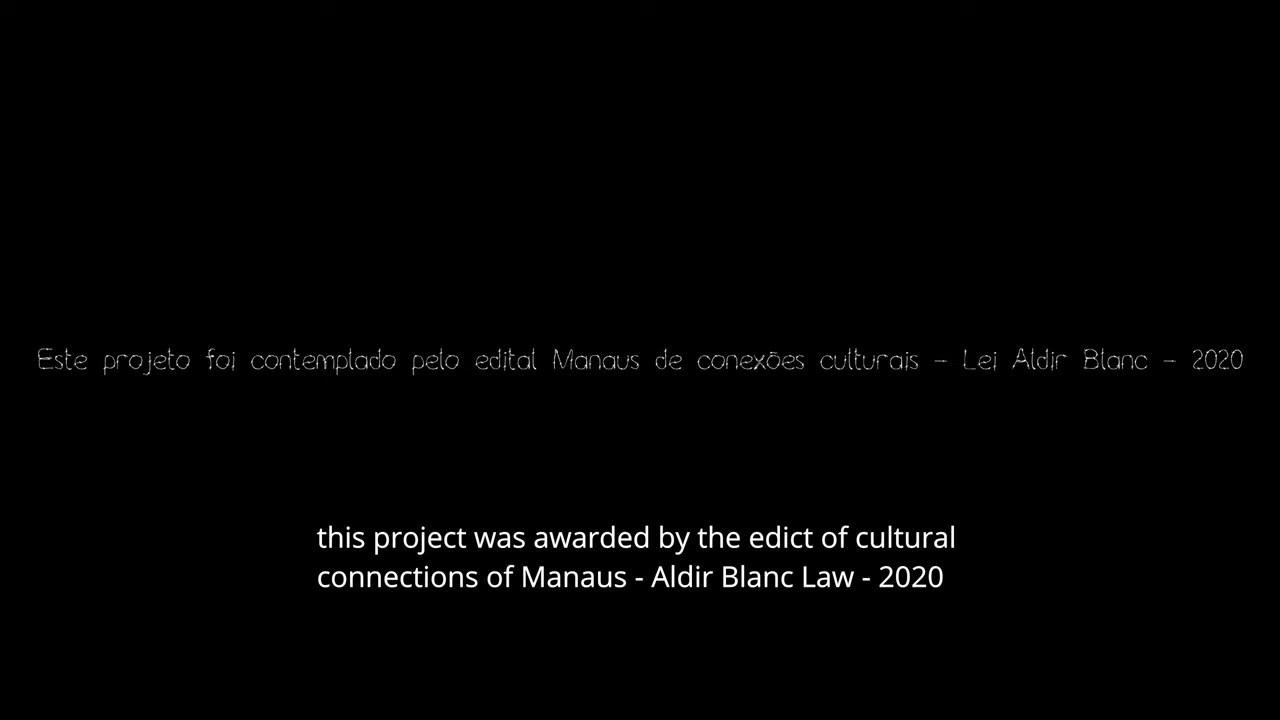 Este projeto foi contemplado pelo edital Manaus de conexões culturais - Lei Aldir Blanc - 2020
this project was awarded by the edict of cultural
connections of Manaus - Aldir Blanc Law - 2020